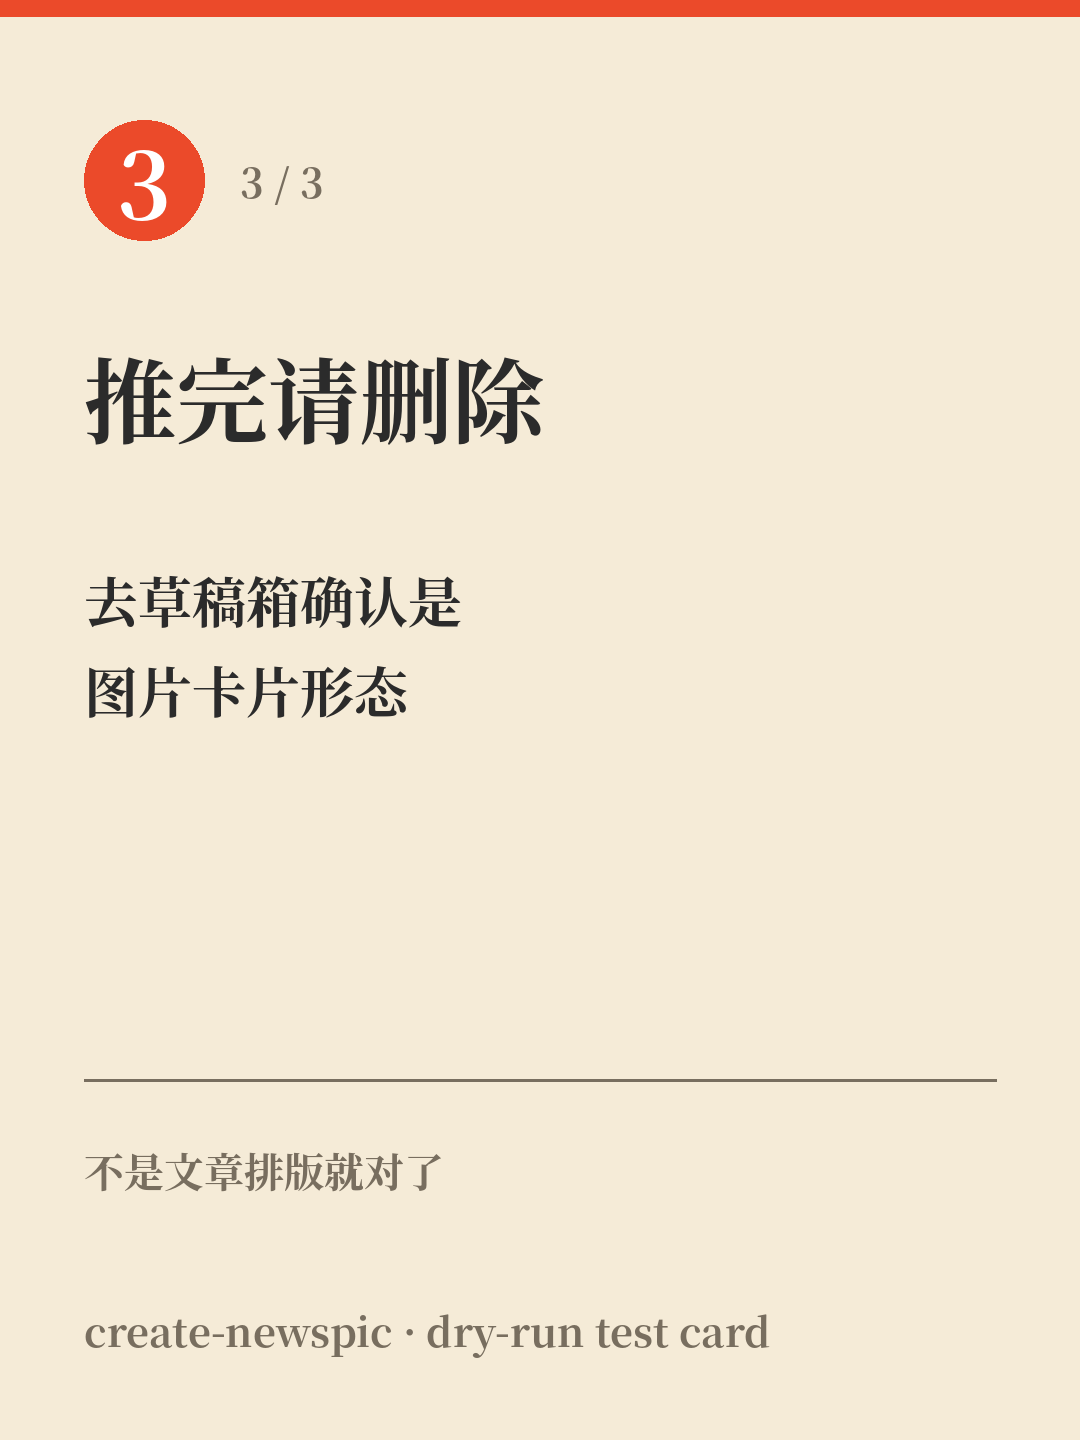 3
3 / 3
推完请删除
去草稿箱确认是
图片卡片形态
不是文章排版就对了
create-newspic · dry-run test card